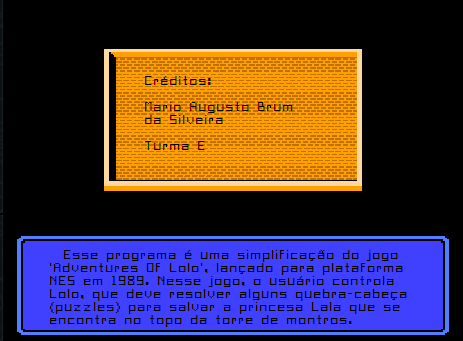 Créditos:
Mario Augusto Brum
da Silveira
Turma E
Esse programa é uma simplificação do jogo
'Adventures Of Lolo', lançado para plataforma
NES em 1989. Nesse jogo, o usuário controla
Lolo, que deve resolver alguns quebra-cabeça
(puzzles) para salvar a princesa Lala que se
encontra no topo da torre de montros.